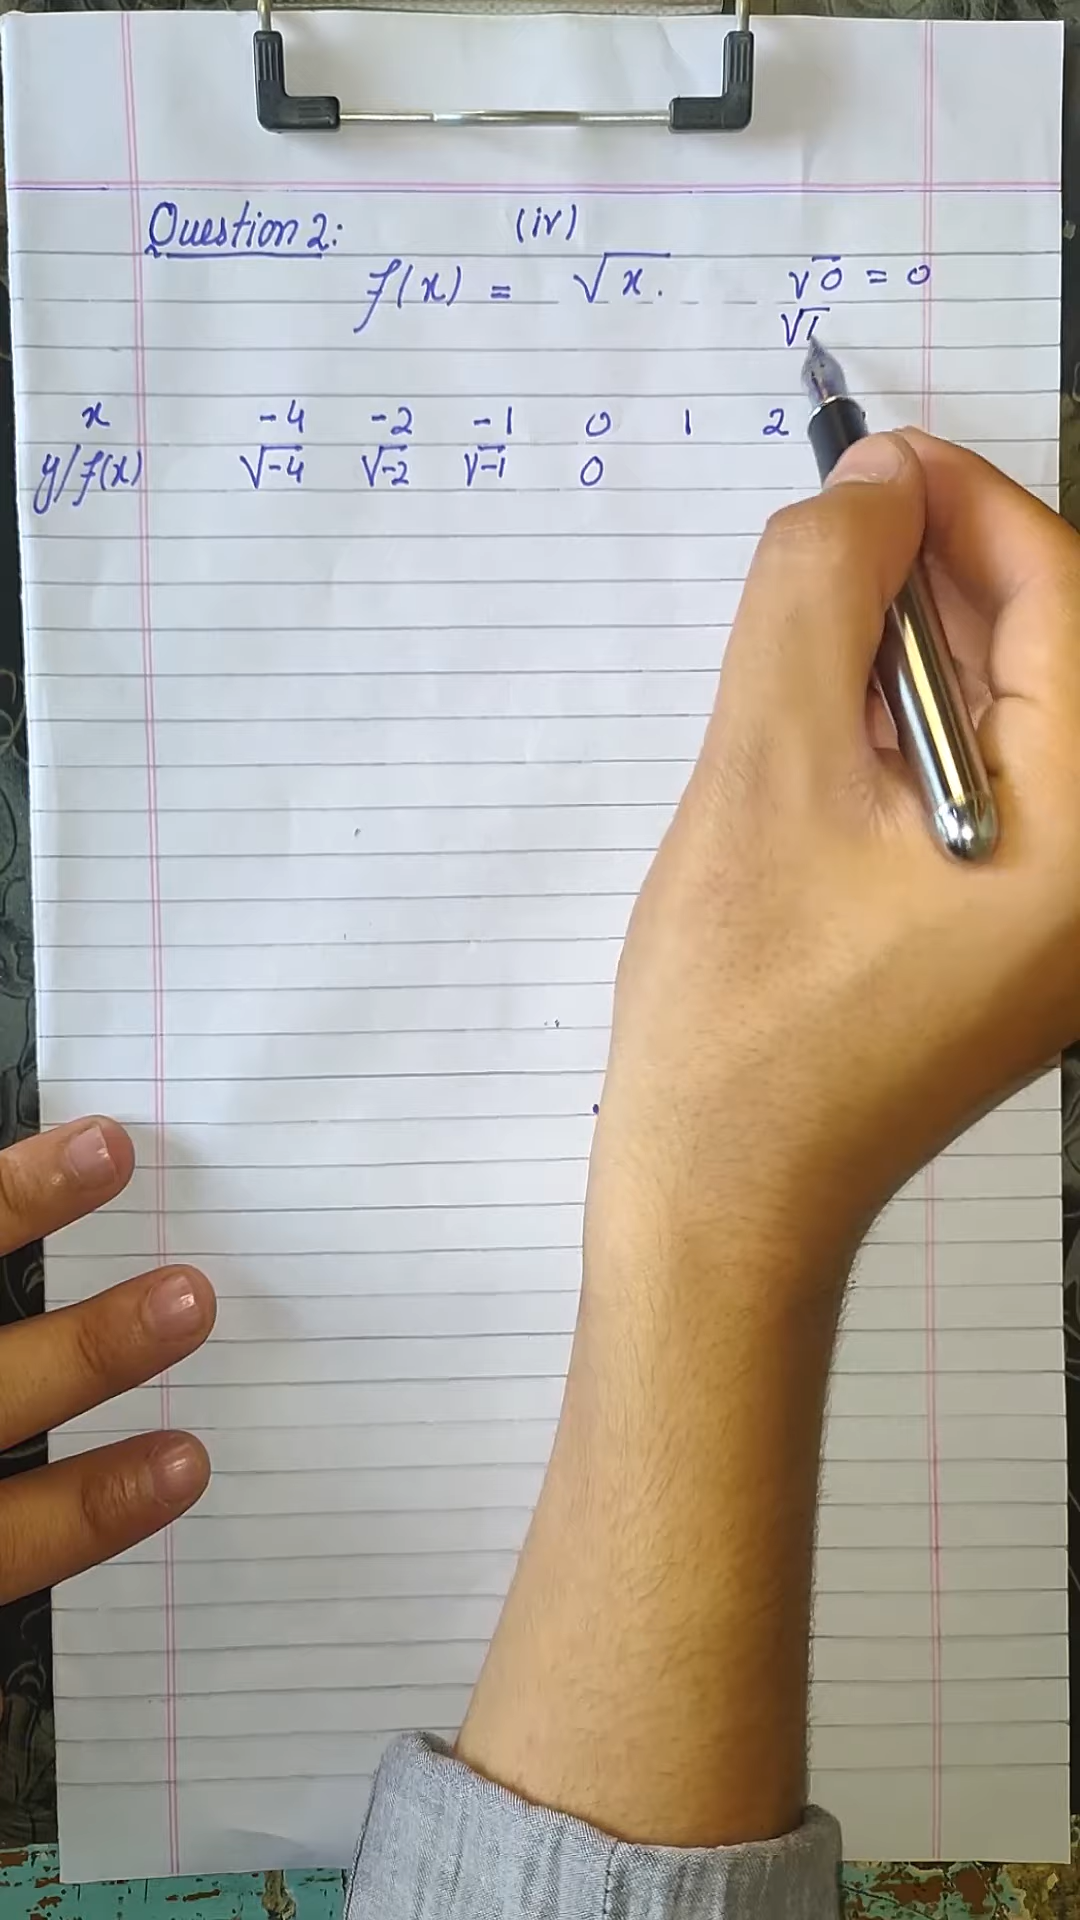 Question 2: (iv)
f(x) = √x. √0 = 0
√1
x -4 -2 -1 0 1 2
y/f(x) √-4 √-2 √-1 0